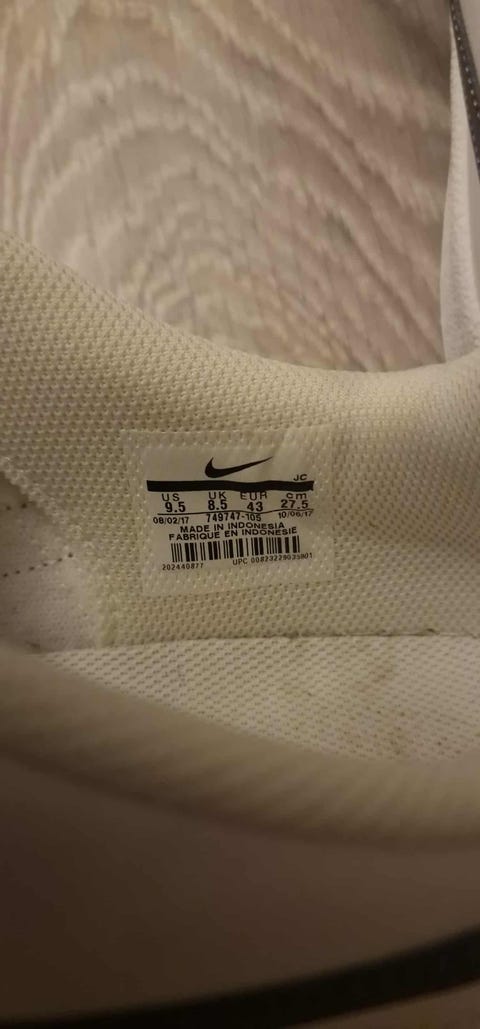 JC
US UK EUR cm
9.5 8.5 43 27.5
08/02/17 749747-105 10/06/17
MADE IN INDONESIA
FABRIQUE EN INDONESIE
202440877 UPC